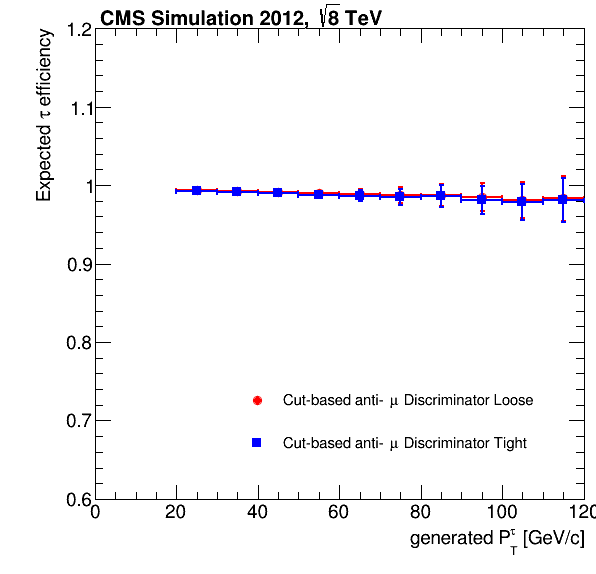 CMS Simulation 2012, √8 TeV
Expected τ efficiency
1.2
1.1
1
0.9
0.8
0.7
0.6
Cut-based anti- μ Discriminator Loose
Cut-based anti- μ Discriminator Tight
0 20 40 60 80 100 120
generated P_T^τ [GeV/c]